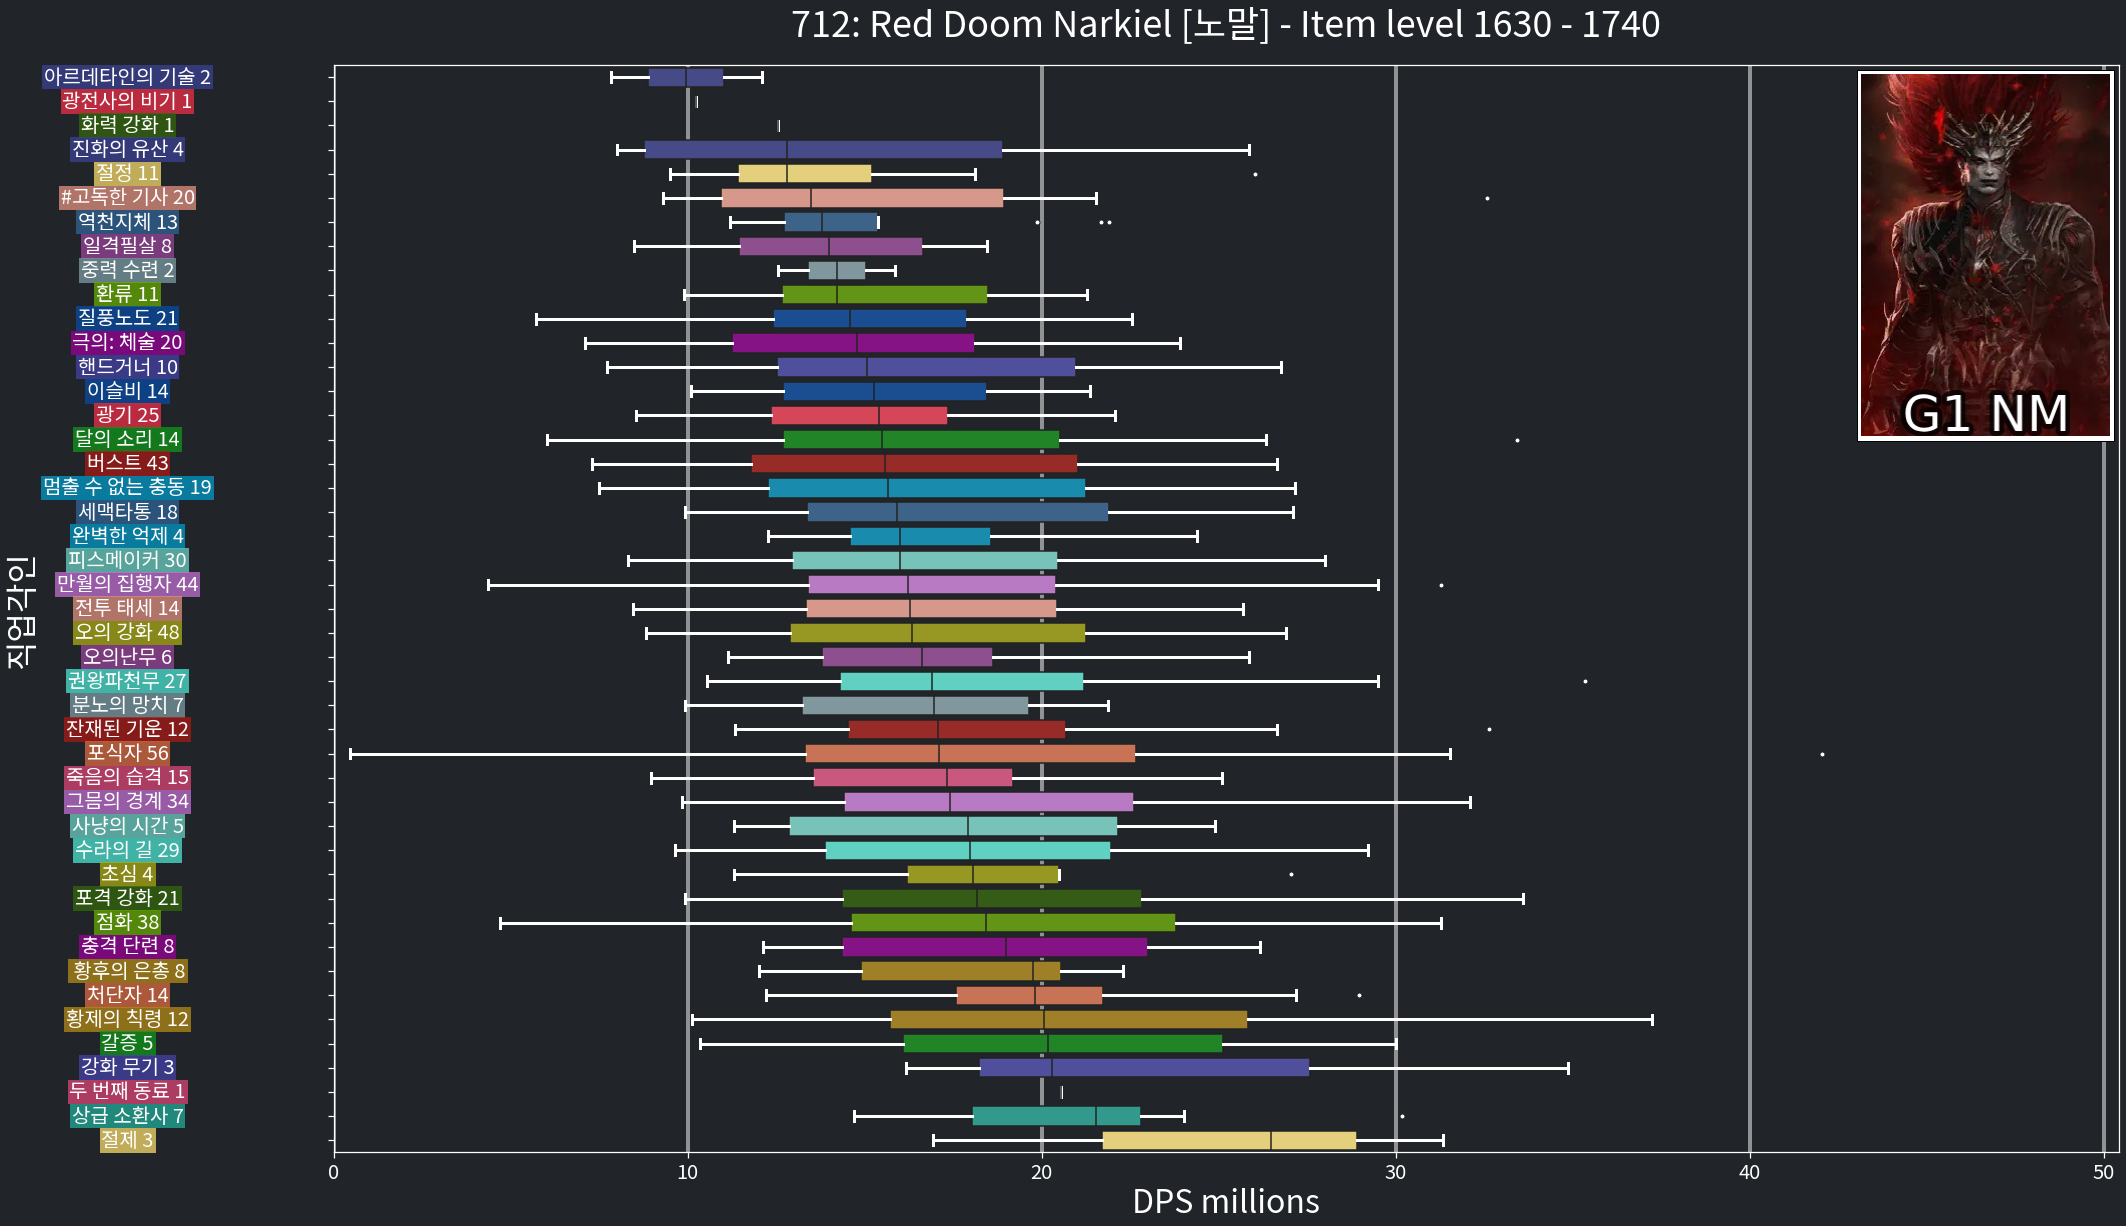 712: Red Doom Narkiel [노말] - Item level 1630 - 1740
아르데타인의 기술 2
광전사의 비기 1
화력 강화 1
진화의 유산 4
절정 11
#고독한 기사 20
역천지체 13
일격필살 8
중력 수련 2
환류 11
질풍노도 21
극의: 체술 20
핸드거너 10
이슬비 14
광기 25
달의 소리 14
버스트 43
멈출 수 없는 충동 19
세맥타통 18
완벽한 억제 4
피스메이커 30
만월의 집행자 44
전투 태세 14
오의 강화 48
오의난무 6
권왕파천무 27
분노의 망치 7
잔재된 기운 12
포식자 56
죽음의 습격 15
그믐의 경계 34
사냥의 시간 5
수라의 길 29
초심 4
포격 강화 21
점화 38
충격 단련 8
황후의 은총 8
처단자 14
황제의 칙령 12
갈증 5
강화 무기 3
두 번째 동료 1
상급 소환사 7
절제 3
직업각인
G1 NM
0 10 20 30 40 50
DPS millions